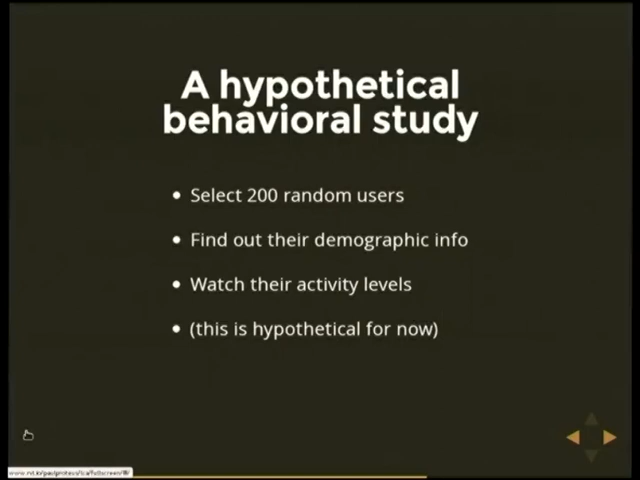 A hypothetical
behavioral study
Select 200 random users
Find out their demographic info
Watch their activity levels
(this is hypothetical for now)